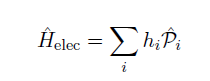 Ĥ_elec = ∑_i h_i 𝒫̂_i